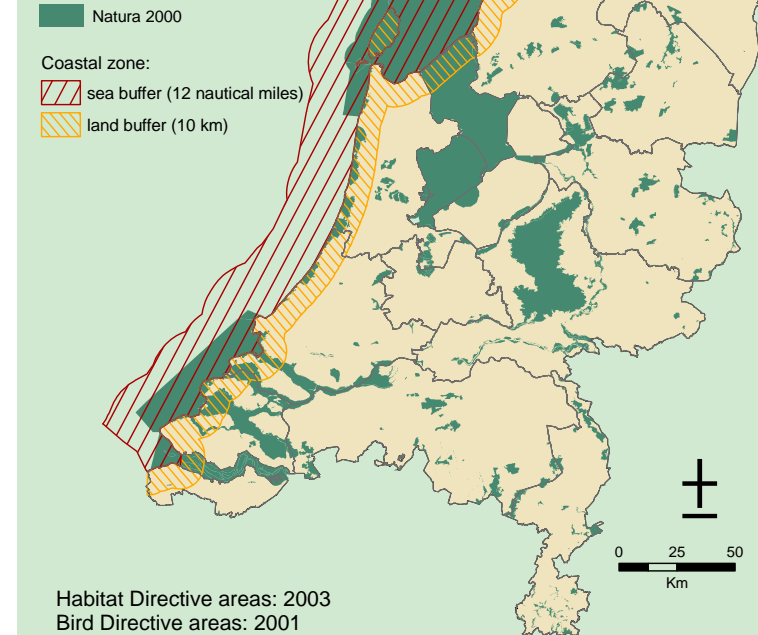 Natura 2000
Coastal zone:
sea buffer (12 nautical miles)
land buffer (10 km)
0 25 50
Km
Habitat Directive areas: 2003
Bird Directive areas: 2001